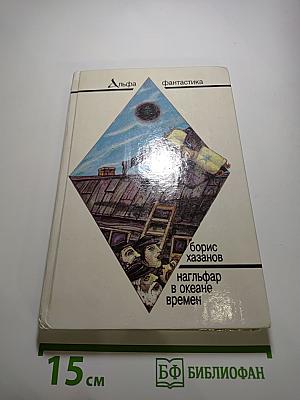 Альфа фантастика
борис
хазанов
нагльфар
в океане
времен
15 см
БФ БИБЛИОФАН